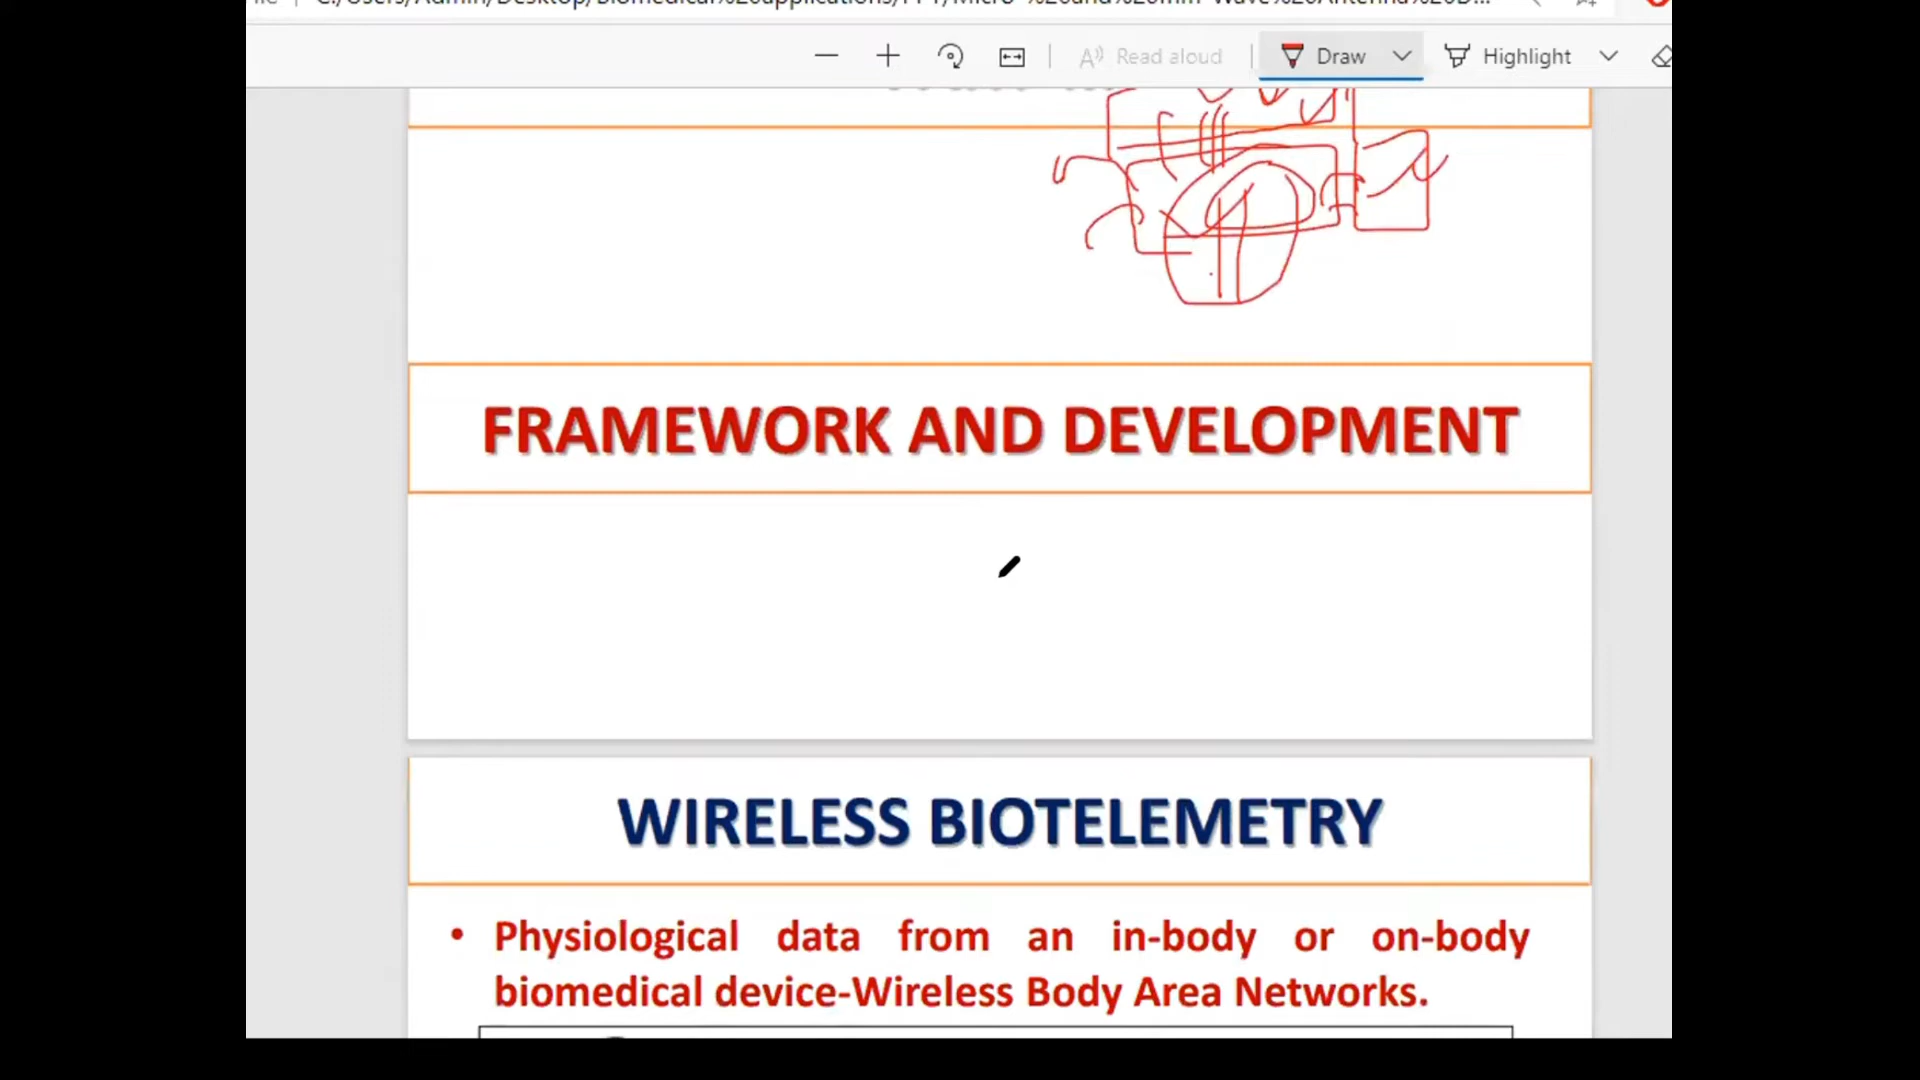 Read aloud
Draw
Highlight
FRAMEWORK AND DEVELOPMENT
WIRELESS BIOTELEMETRY
• Physiological data from an in-body or on-body
biomedical device-Wireless Body Area Networks.